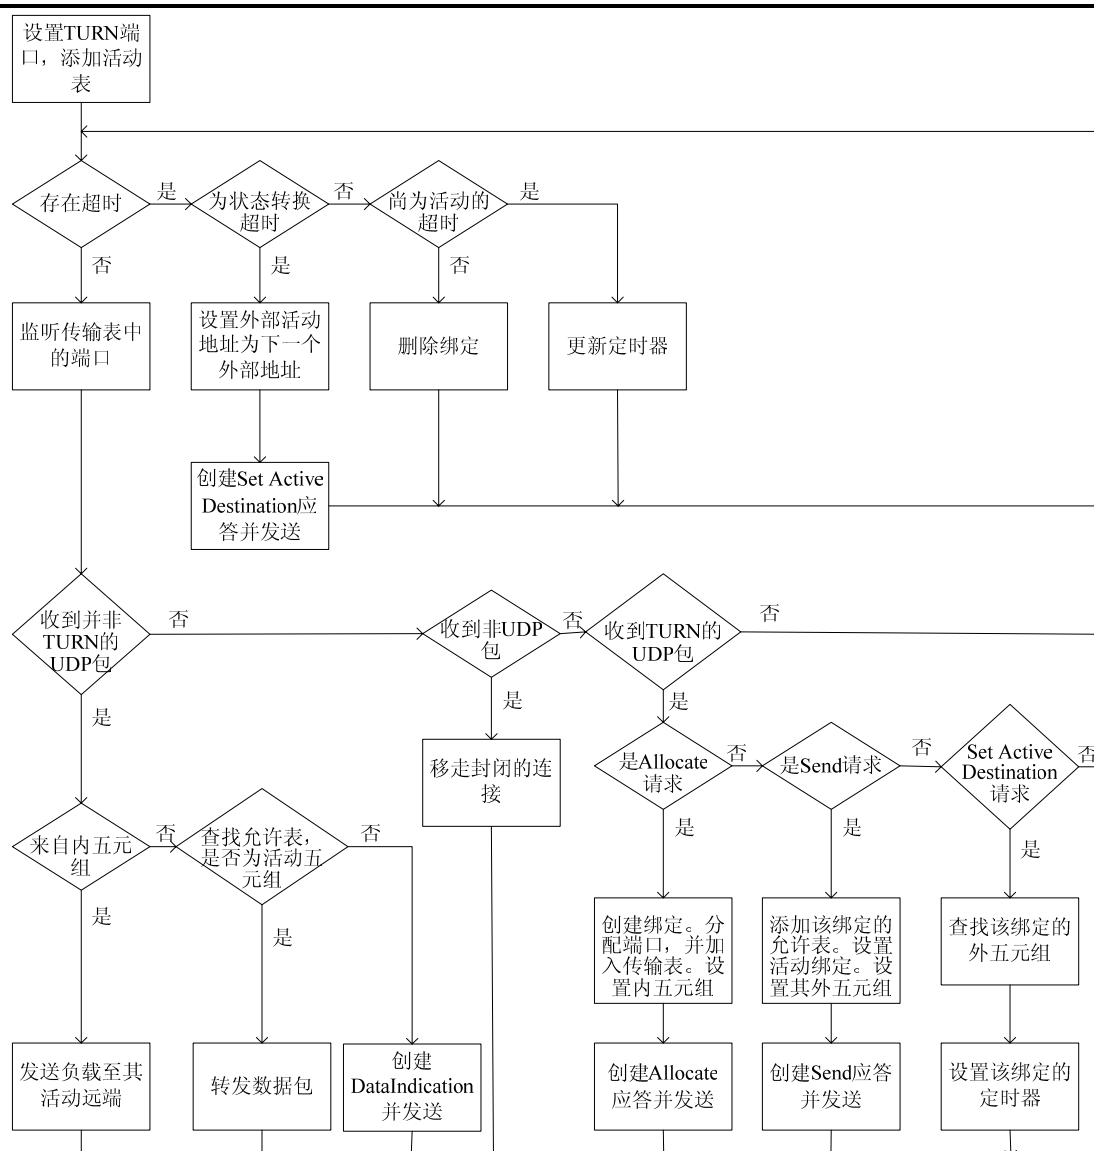 设置TURN端
口，添加活动
表
存在超时
是
为状态转换
超时
否
尚为活动的
超时
是
否
是
否
监听传输表中
的端口
设置外部活动
地址为下一个
外部地址
删除绑定
更新定时器
创建Set Active
Destination应
答并发送
收到并非
TURN的
UDP包
否
收到非UDP
包
否
收到TURN的
UDP包
否
是
是
是
移走封闭的连
接
是Allocate
请求
否
是Send请求
否
Set Active
Destination
请求
否
来自内五元
组
否
查找允许表，
是否为活动五
元组
否
是
是
是
是
是
创建绑定。分
配端口，并加
入传输表。设
置内五元组
添加该绑定的
允许表。设置
活动绑定。设
置其外五元组
查找该绑定的
外五元组
发送负载至其
活动远端
转发数据包
创建
DataIndication
并发送
创建Allocate
应答并发送
创建Send应答
并发送
设置该绑定的
定时器